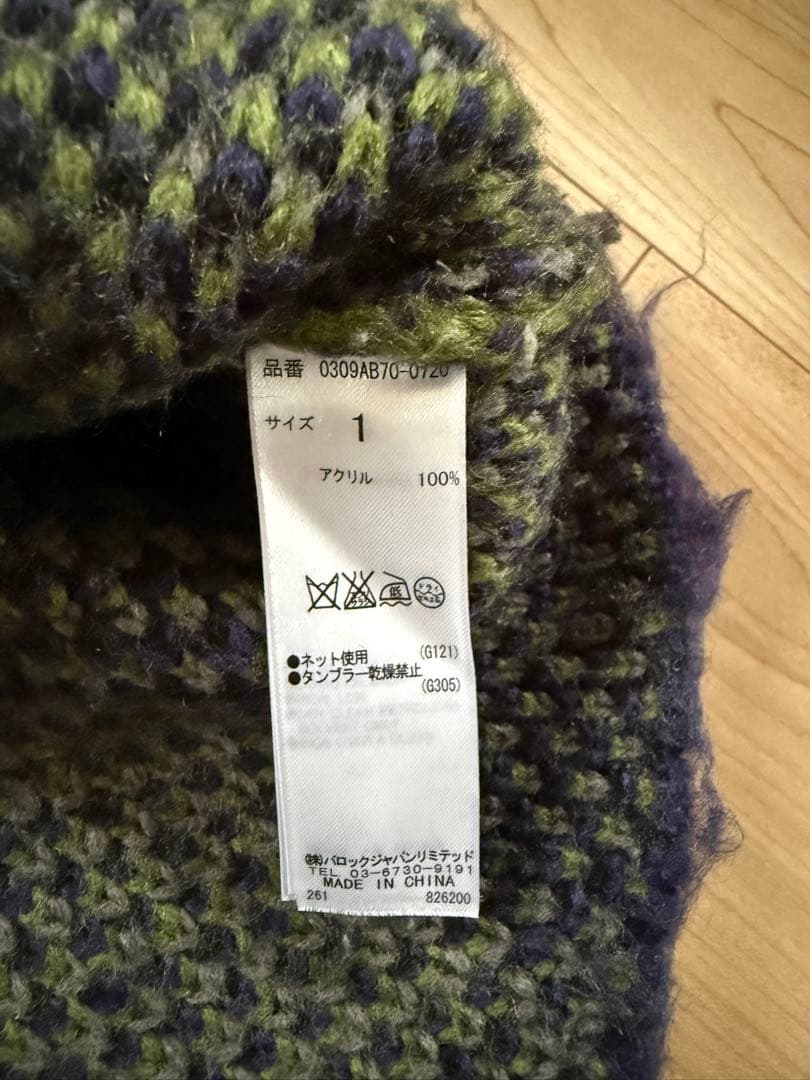 品番 0309AB70-0720
サイズ 1
アクリル 100%
低
●ネット使用 (G121)
●タンブラー乾燥禁止
(G305)
(株)バロックジャパンリミテッド
TEL 03-6730-9191
MADE IN CHINA
261 826200